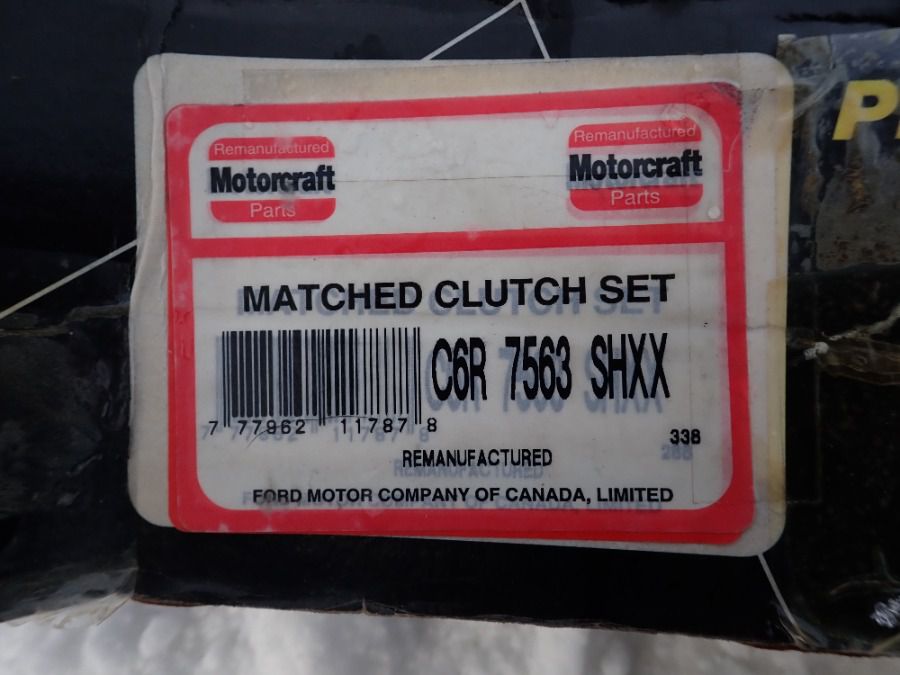 Remanufactured
Motorcraft
Parts
Remanufactured
Motorcraft
Parts
P
MATCHED CLUTCH SET
C6R 7563 SHXX
7 77962 11787 8
338
REMANUFACTURED
FORD MOTOR COMPANY OF CANADA, LIMITED